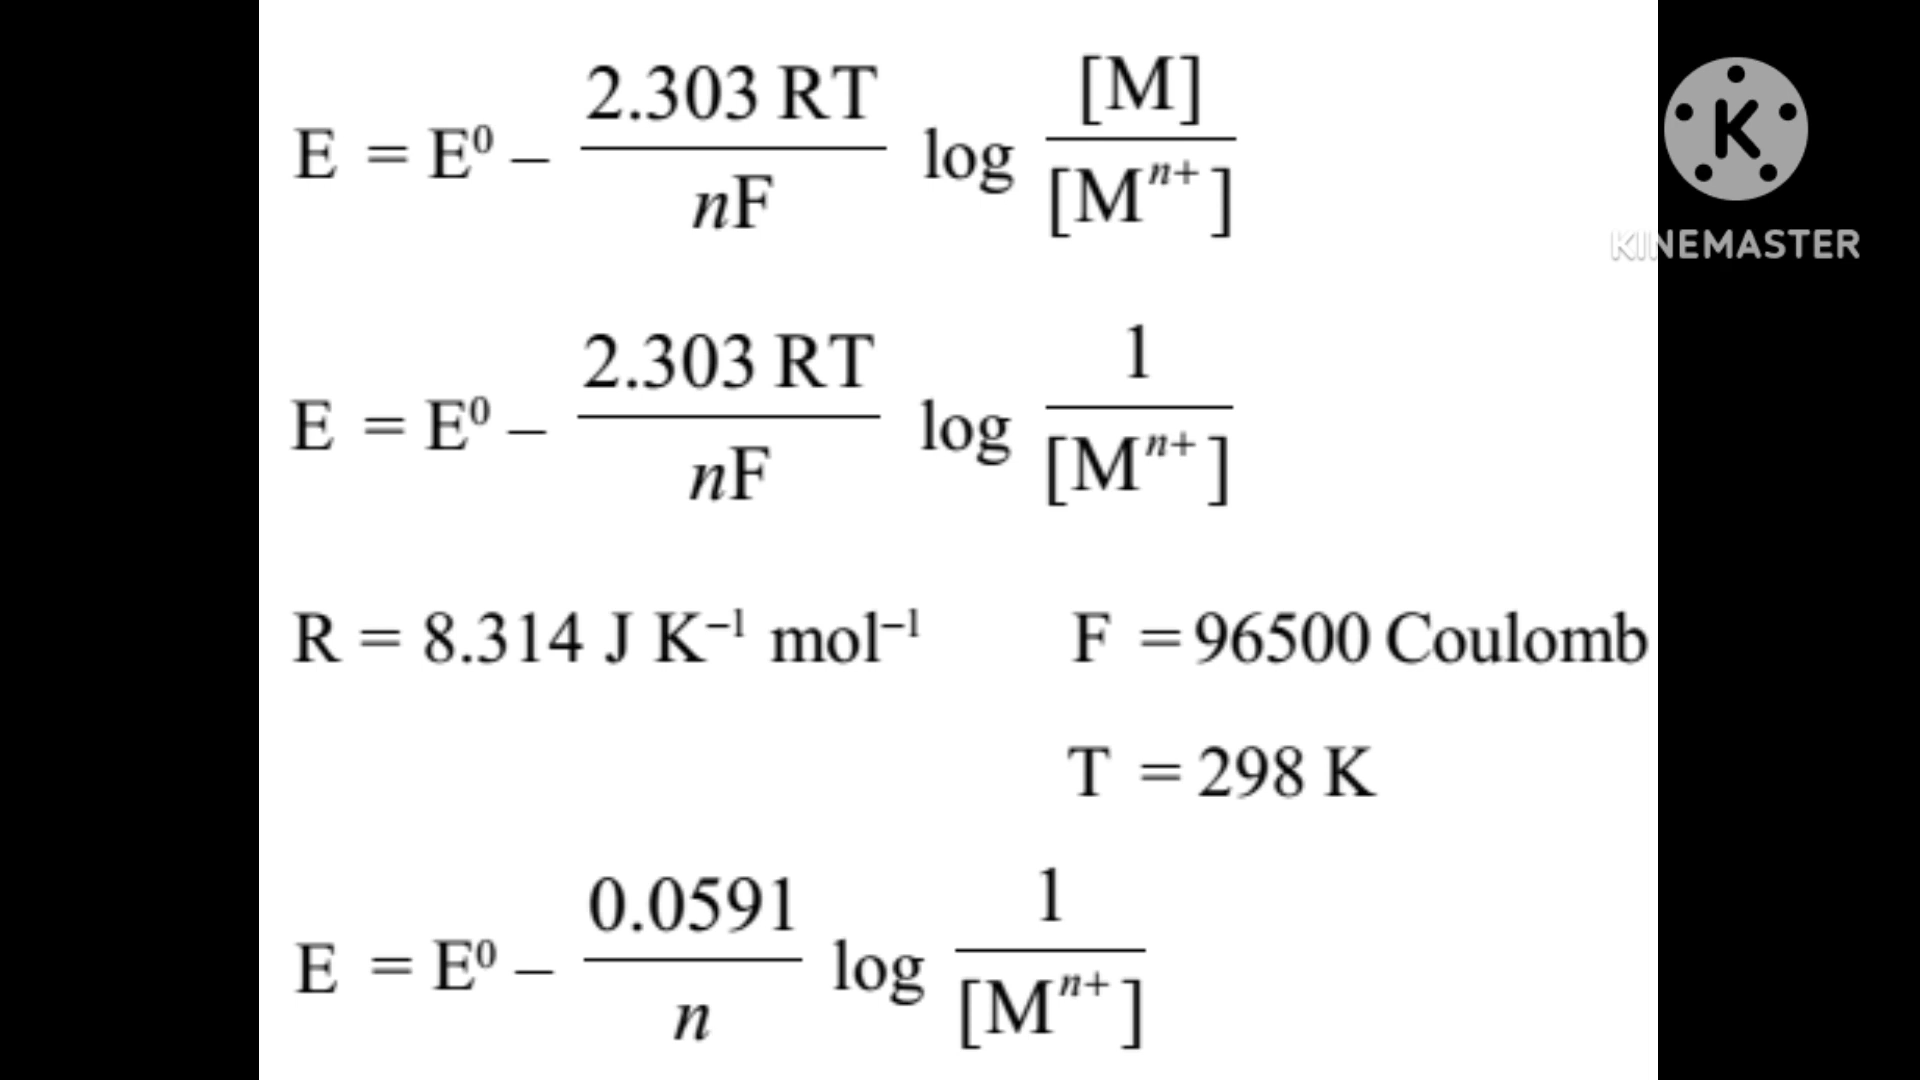 E = E⁰ – 2.303 RT / nF log [M] / [Mⁿ⁺]
K
KINEMASTER
E = E⁰ – 2.303 RT / nF log 1 / [Mⁿ⁺]
R = 8.314 J K⁻¹ mol⁻¹ F = 96500 Coulomb
T = 298 K
E = E⁰ – 0.0591 / n log 1 / [Mⁿ⁺]